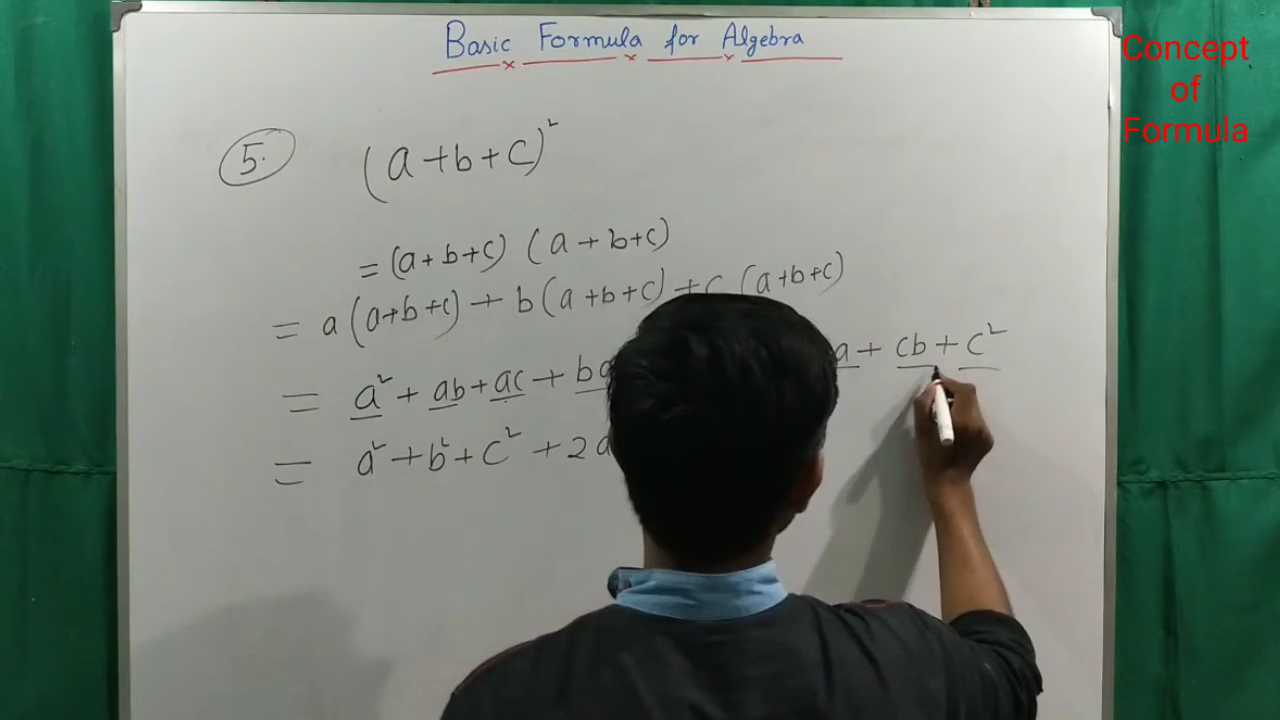 Basic Formula for Algebra
Concept
of
Formula
5. (a+b+c)²
= (a+b+c) (a+b+c)
= a(a+b+c) + b(a+b+c) + c (a+b+c)
= a² + ab + ac + ba a + cb + c²
= a² + b² + c² + 2a